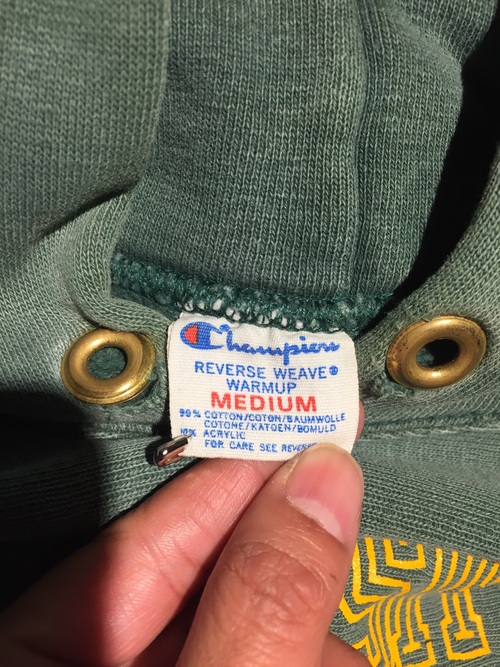 Champion
REVERSE WEAVE®
WARMUP
MEDIUM
90% COTTON/COTON/BAUMWOLLE
COTONE/KATOEN/BOMULD
10% ACRYLIC
FOR CARE SEE REVERSE